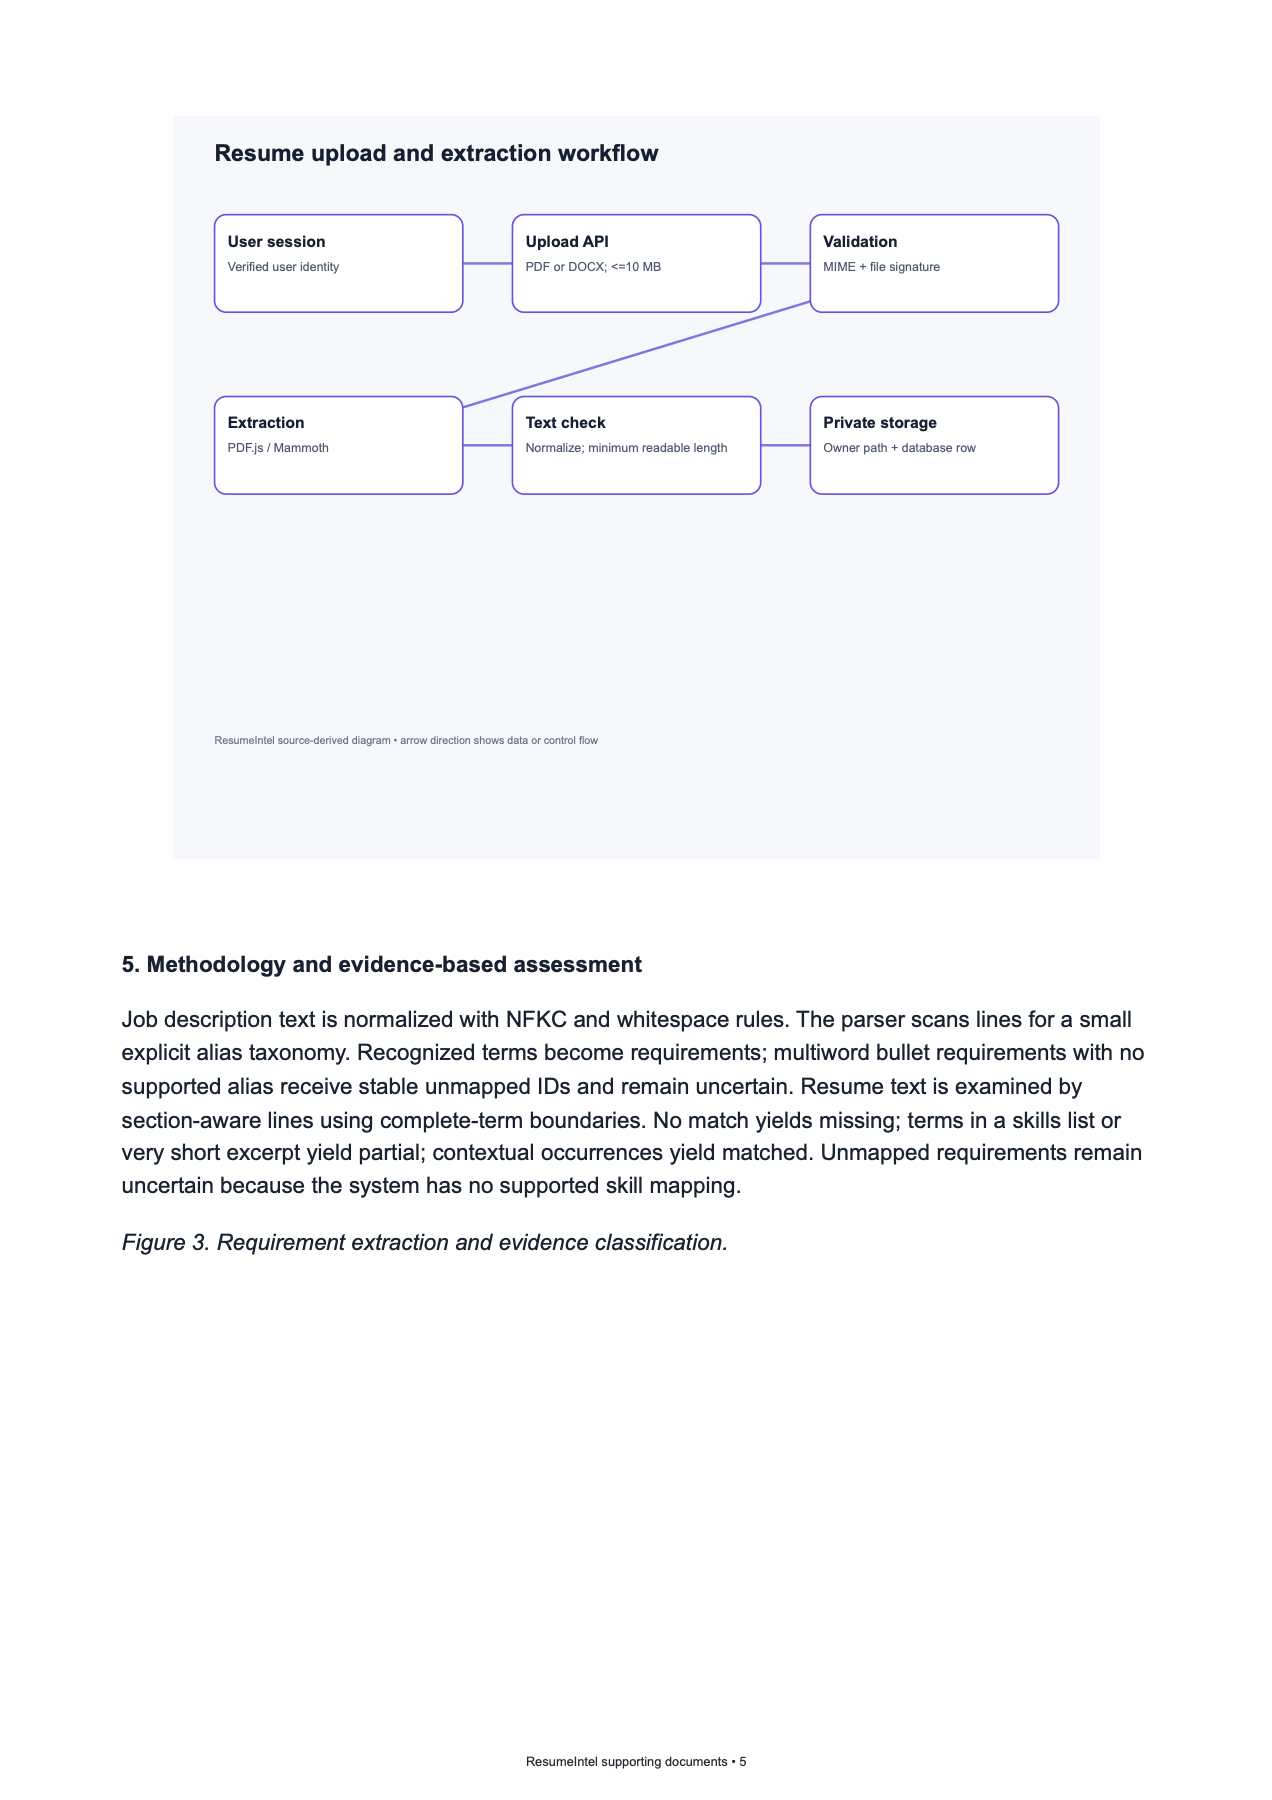 Resume upload and extraction workflow
User session
Verified user identity
Upload API
PDF or DOCX; <=10 MB
Validation
MIME + file signature
Extraction
PDF.js / Mammoth
Text check
Normalize; minimum readable length
Private storage
Owner path + database row
ResumeIntel source-derived diagram • arrow direction shows data or control flow
5. Methodology and evidence-based assessment
Job description text is normalized with NFKC and whitespace rules. The parser scans lines for a small
explicit alias taxonomy. Recognized terms become requirements; multiword bullet requirements with no
supported alias receive stable unmapped IDs and remain uncertain. Resume text is examined by
section-aware lines using complete-term boundaries. No match yields missing; terms in a skills list or
very short excerpt yield partial; contextual occurrences yield matched. Unmapped requirements remain
uncertain because the system has no supported skill mapping.
Figure 3. Requirement extraction and evidence classification.
ResumeIntel supporting documents • 5